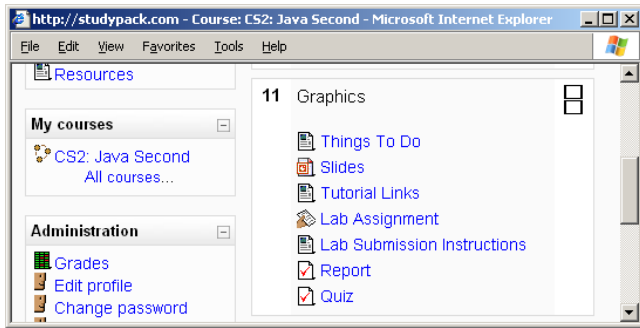 http://studypack.com - Course: CS2: Java Second - Microsoft Internet Explorer
File Edit View Favorites Tools Help
Resources
My courses
CS2: Java Second
All courses...
Administration
Grades
Edit profile
Change password
11 Graphics
Things To Do
Slides
Tutorial Links
Lab Assignment
Lab Submission Instructions
Report
Quiz